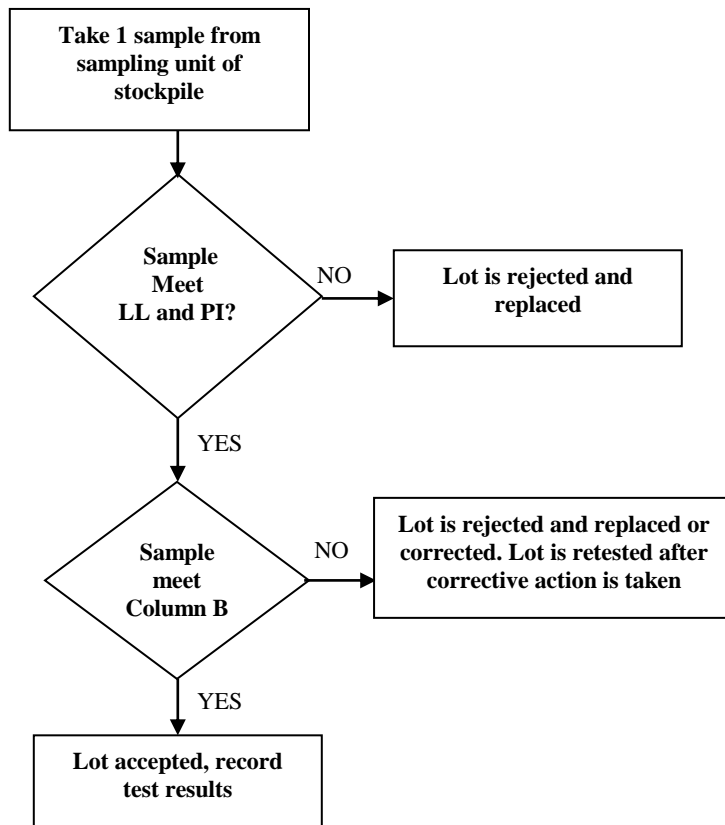 Take 1 sample from
sampling unit of
stockpile
Sample
Meet
LL and PI?
NO
Lot is rejected and
replaced
YES
Sample
meet
Column B
NO
Lot is rejected and replaced or
corrected. Lot is retested after
corrective action is taken
YES
Lot accepted, record
test results